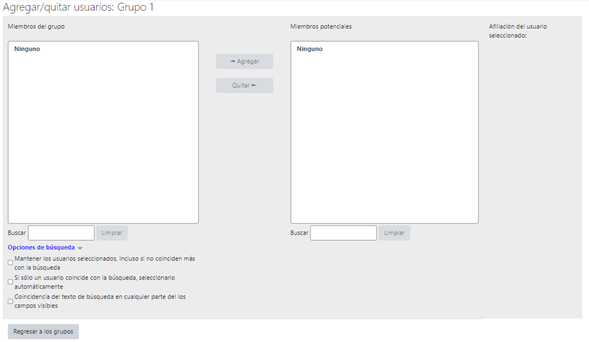 Agregar/quitar usuarios: Grupo 1
Miembros del grupo
Ninguno
➡ Agregar
Quitar ⬅
Miembros potenciales
Ninguno
Afiliación del usuario
seleccionado:
Buscar
Limpiar
Buscar
Limpiar
Opciones de búsqueda
Mantener los usuarios seleccionados, incluso si no coinciden más
con la búsqueda
Si sólo un usuario coincide con la búsqueda, seleccionarlo
automáticamente
Coincidencia del texto de búsqueda en cualquier parte del los
campos visibles
Regresar a los grupos